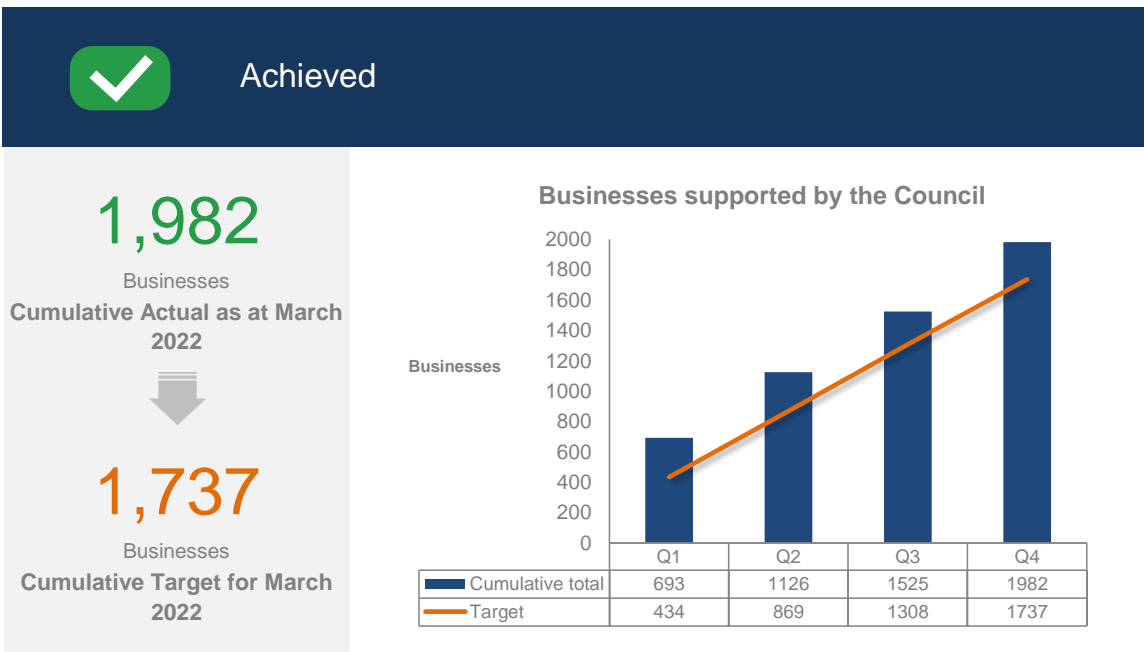 Achieved
1,982
Businesses
Cumulative Actual as at March
2022
1,737
Businesses
Cumulative Target for March
2022
Businesses supported by the Council
Businesses
2000
1800
1600
1400
1200
1000
800
600
400
200
0
Q1 Q2 Q3 Q4
Cumulative total 693 1126 1525 1982
Target 434 869 1308 1737